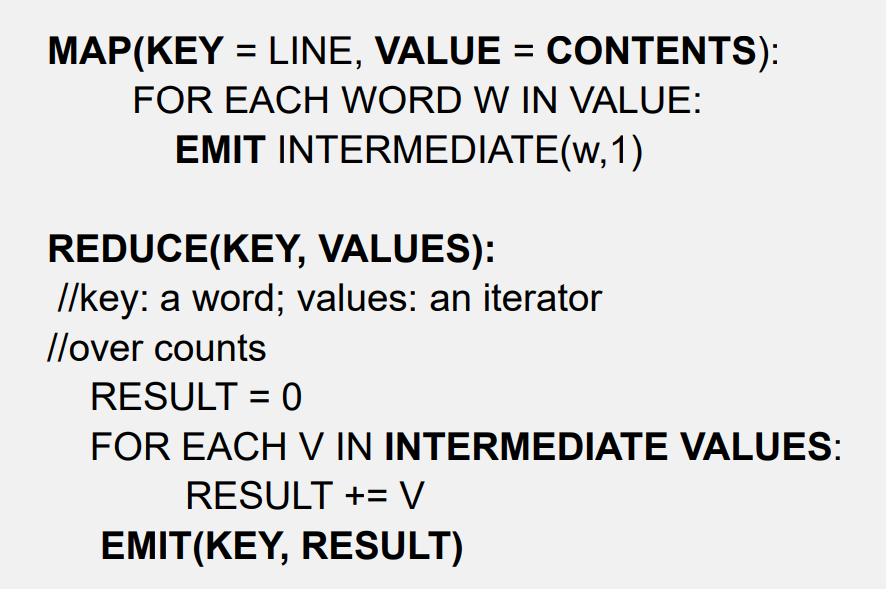 MAP(KEY = LINE, VALUE = CONTENTS):
FOR EACH WORD W IN VALUE:
EMIT INTERMEDIATE(w,1)
REDUCE(KEY, VALUES):
//key: a word; values: an iterator
//over counts
RESULT = 0
FOR EACH V IN INTERMEDIATE VALUES:
RESULT += V
EMIT(KEY, RESULT)